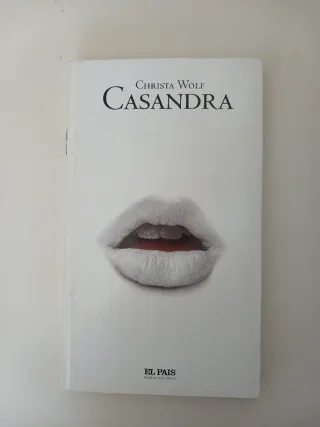 CHRISTA WOLF
CASANDRA
EL PAIS